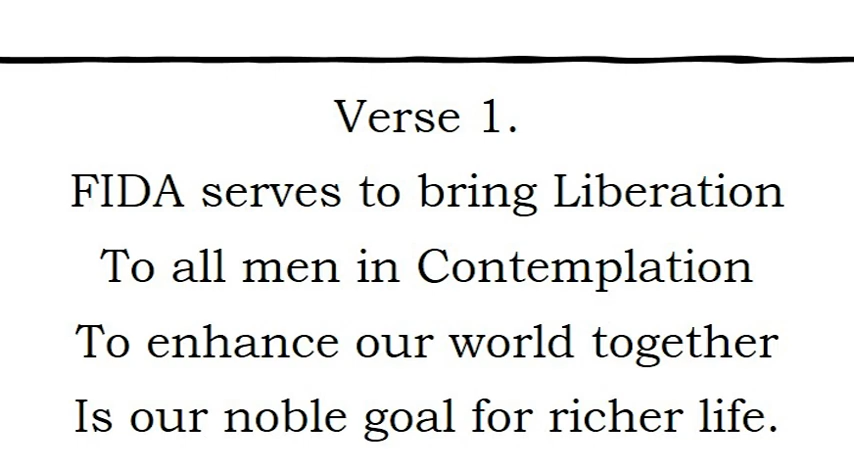 Verse 1.
FIDA serves to bring Liberation
To all men in Contemplation
To enhance our world together
Is our noble goal for richer life.